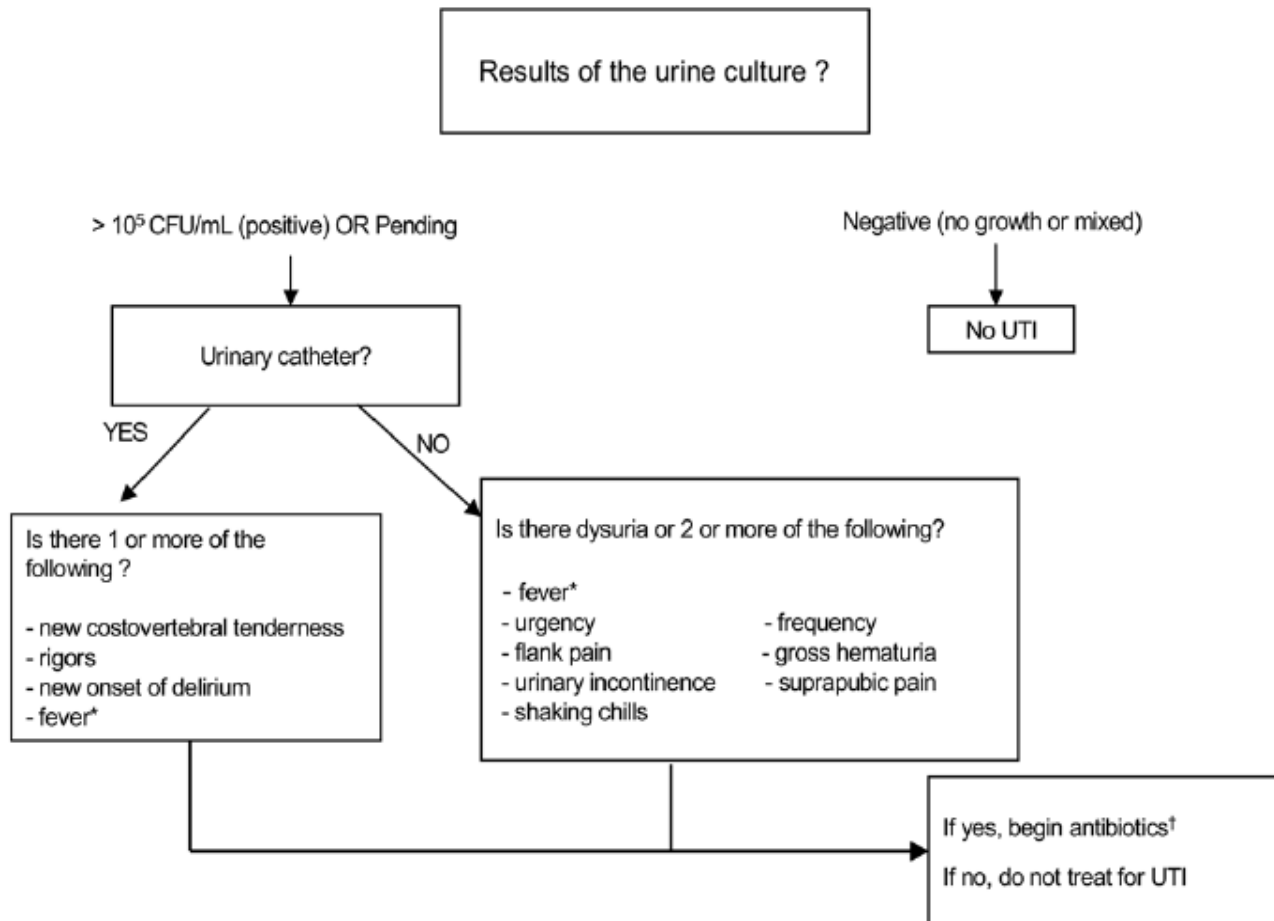 Results of the urine culture ?
> 10⁵ CFU/mL (positive) OR Pending
Negative (no growth or mixed)
Urinary catheter?
No UTI
YES
NO
Is there 1 or more of the
following ?
- new costovertebral tenderness
- rigors
- new onset of delirium
- fever*
Is there dysuria or 2 or more of the following?
- fever*
- urgency
- frequency
- flank pain
- gross hematuria
- urinary incontinence
- suprapubic pain
- shaking chills
If yes, begin antibiotics†
If no, do not treat for UTI